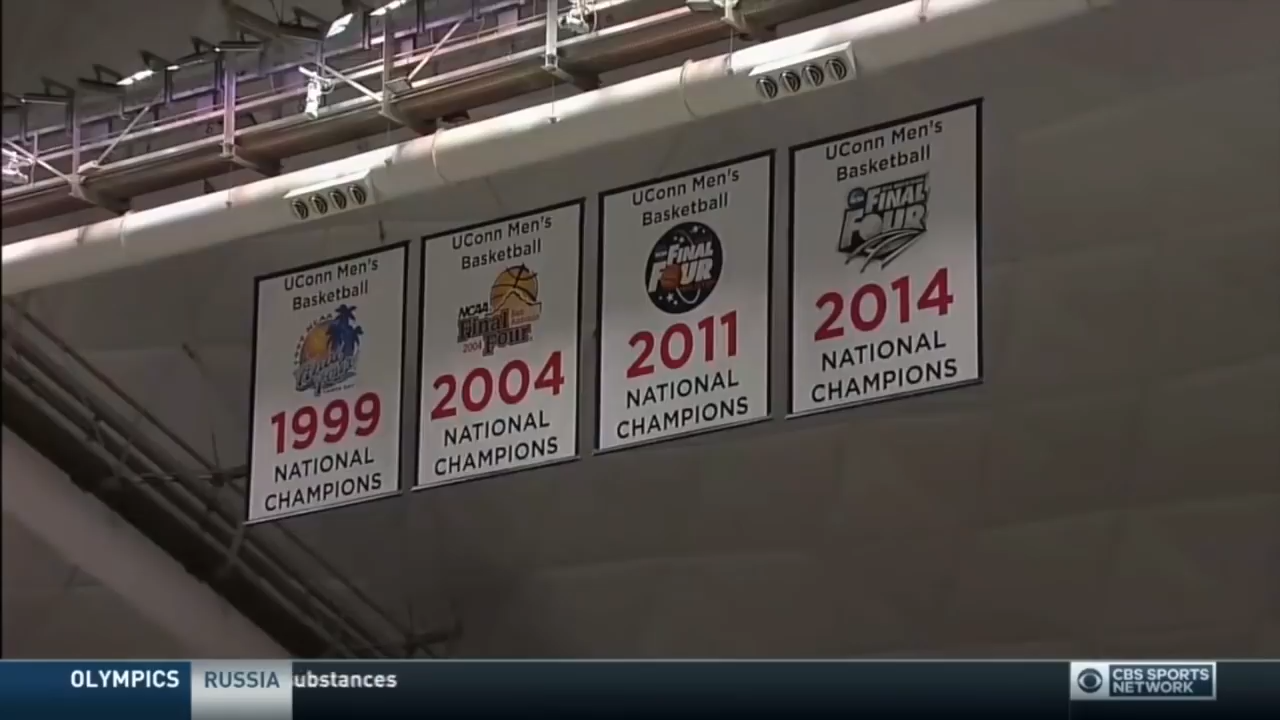 UConn Men's
Basketball
1999
NATIONAL
CHAMPIONS
UConn Men's
Basketball
NCAA
Final
Four
2004
2004
NATIONAL
CHAMPIONS
UConn Men's
Basketball
FINAL
FOUR
2011
NATIONAL
CHAMPIONS
UConn Men's
Basketball
FINAL
FOUR
2014
NATIONAL
CHAMPIONS
OLYMPICS RUSSIA ubstances
CBS SPORTS
NETWORK